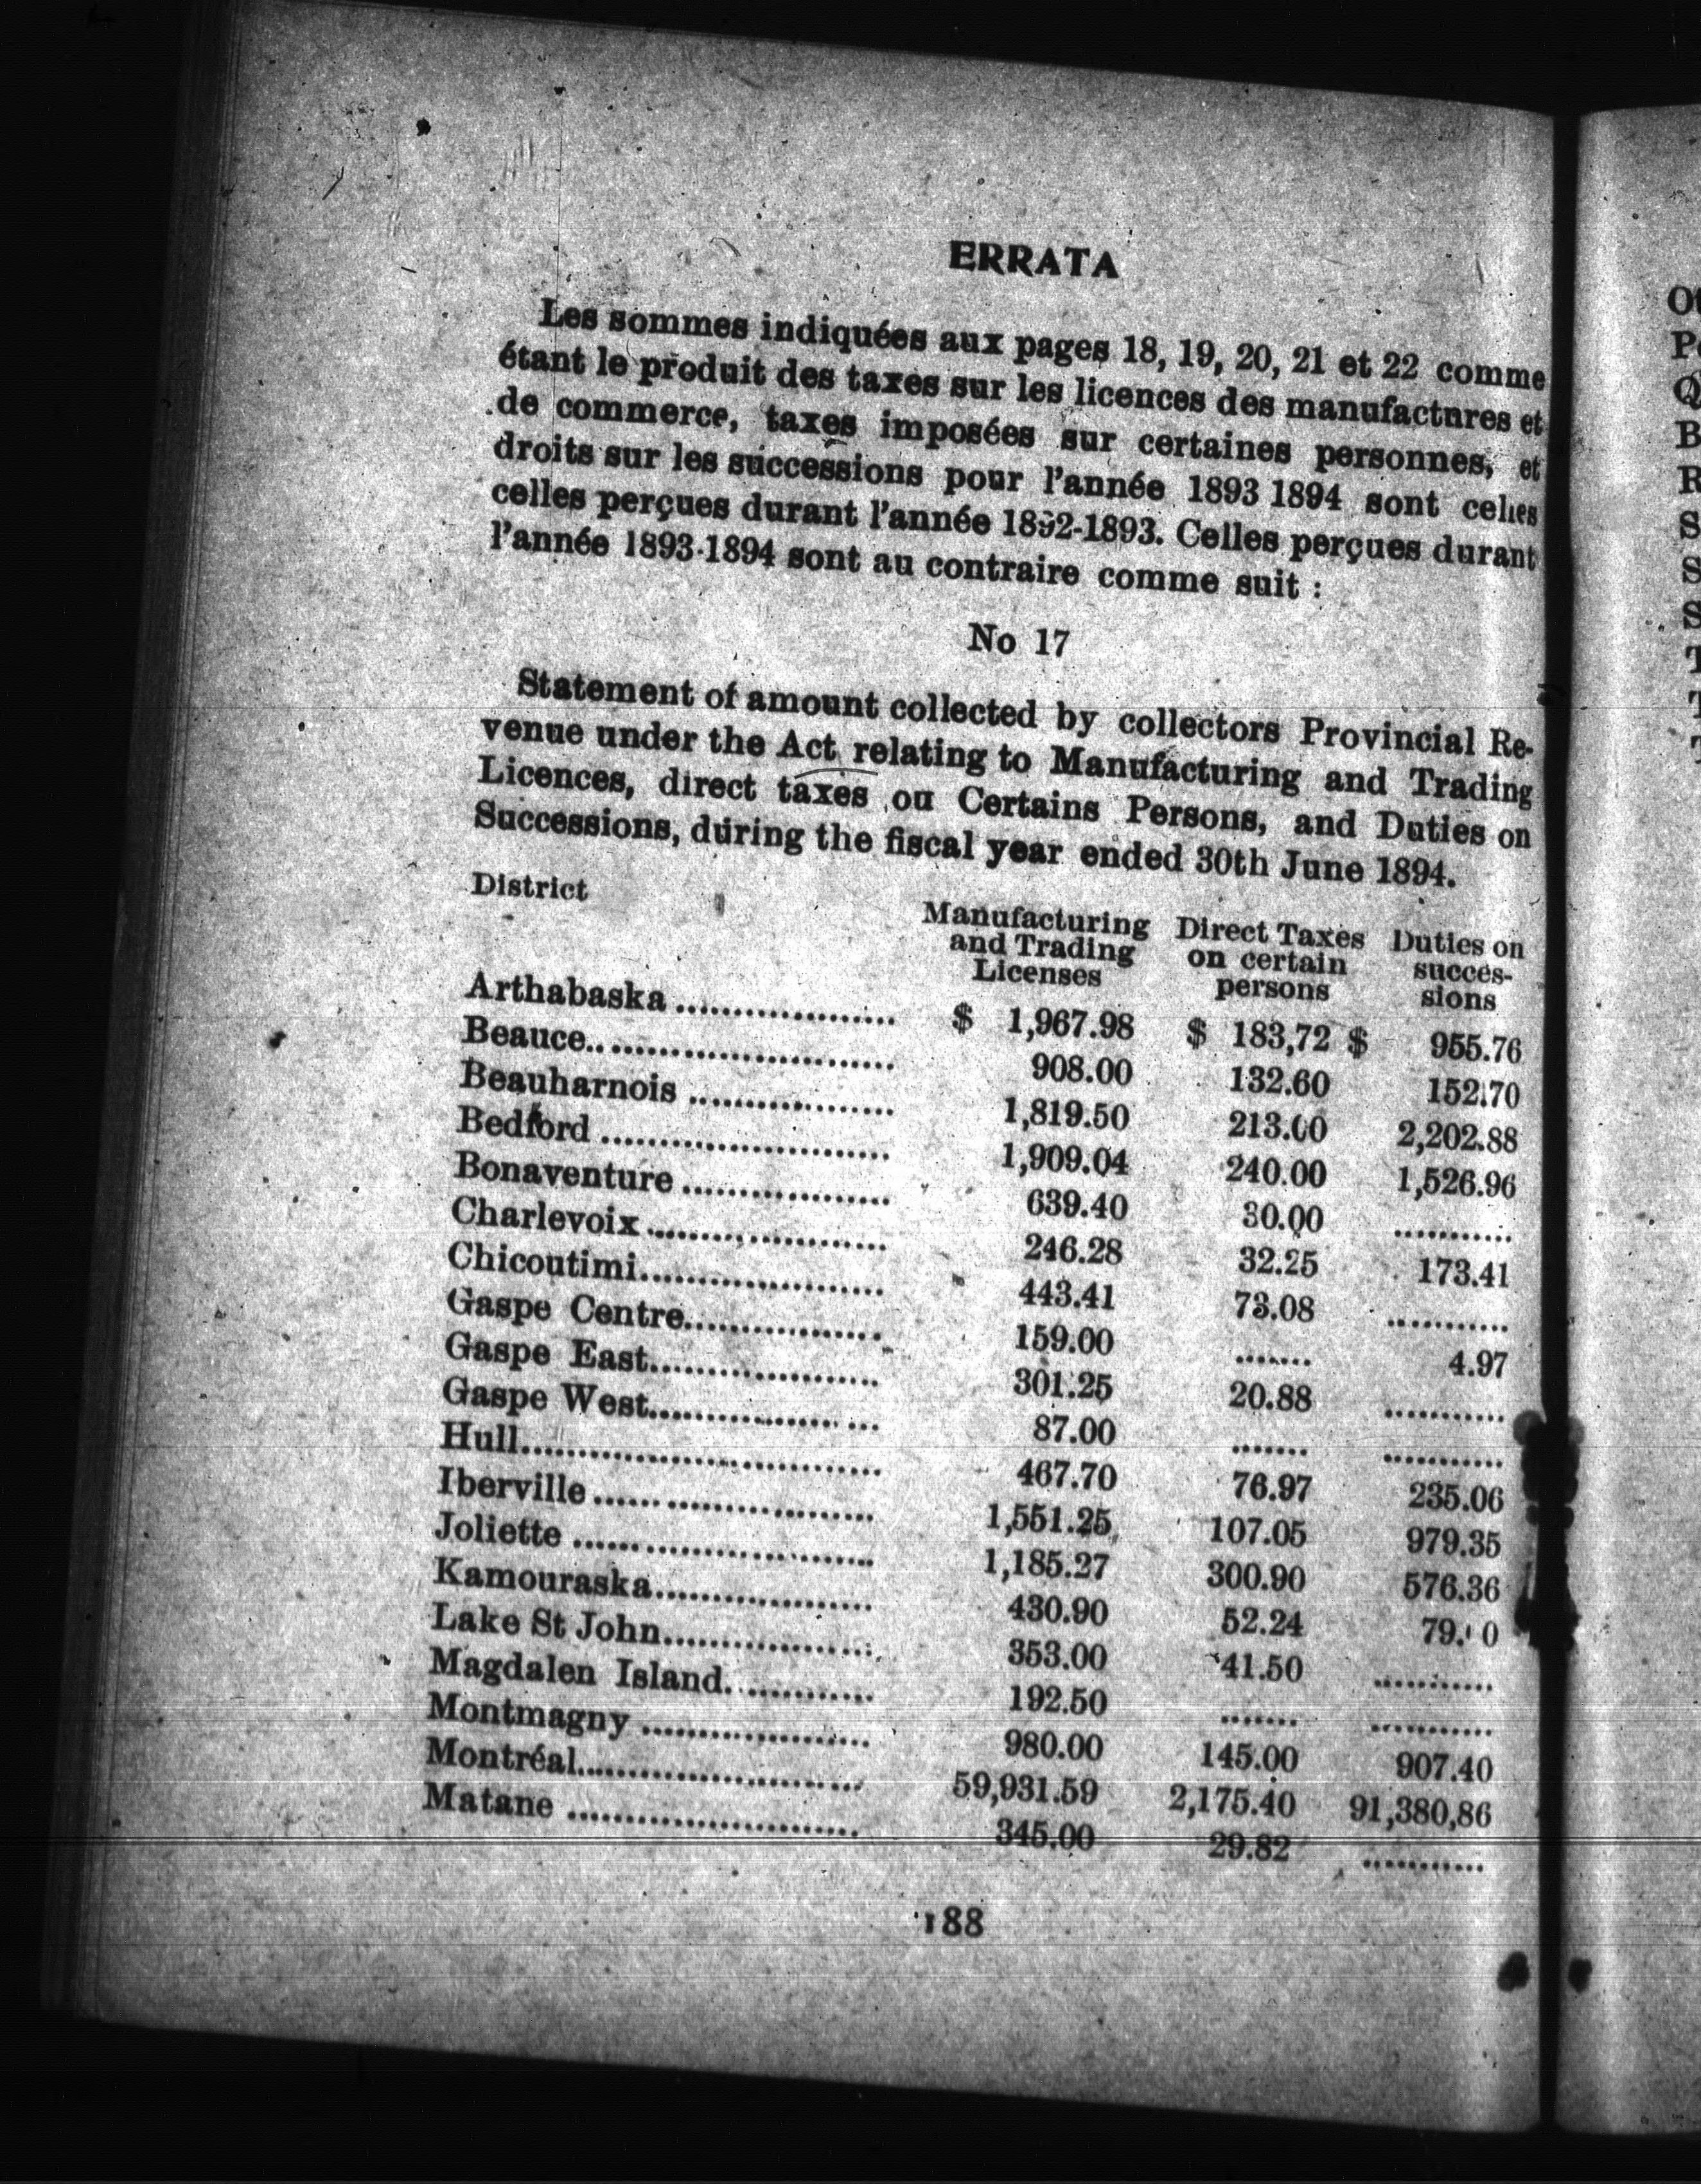 ERRATA
Les sommes indiquées aux pages 18, 19, 20, 21 et 22 comme
étant le produit des taxes sur les licences des manufactnres et
de commerce, taxes imposées sur certaines personnes, et
droits sur les successions pour l'année 1893 1894 sont celles
celles perçues durant l'année 1892-1893. Celles perçues durant
l'année 1893-1894 sont au contraire comme suit :
No 17
Statement of amount collected by collectors Provincial Re-
venue under the Act relating to Manufacturing and Trading
Licences, direct taxes on Certains Persons, and Duties on
Successions, during the fiscal year ended 30th June 1894.
District
Manufacturing and Trading Licenses
Direct Taxes on certain persons
Duties on succes- sions
Arthabaska .................. $ 1,967.98 $ 183,72 $ 955.76
Beauce.......................... 908.00 132.60 152.70
Beauharnois ................. 1,819.50 213.00 2,202.88
Bedford ........................ 1,909.04 240.00 1,526.96
Bonaventure ................. 639.40 30.00 ...........
Charlevoix .................... 246.28 32.25 173.41
Chicoutimi..................... 443.41 73.08 ...........
Gaspe Centre................. 159.00 ....... 4.97
Gaspe East.................... 301.25 20.88 ...........
Gaspe West.................... 87.00 ....... ...........
Hull............................... 467.70 76.97 235.06
Iberville ........................ 1,551.25 107.05 979.35
Joliette .......................... 1,185.27 300.90 576.36
Kamouraska................... 430.90 52.24
Lake St John.................. 353.00 41.50 ...........
Magdalen Island............. 192.50 ....... ...........
Montmagny ................... 980.00 145.00 907.40
Montréal........................ 59,931.59 2,175.40 91,380,86
Matane ......................... 345.00 29.82 ...........
188